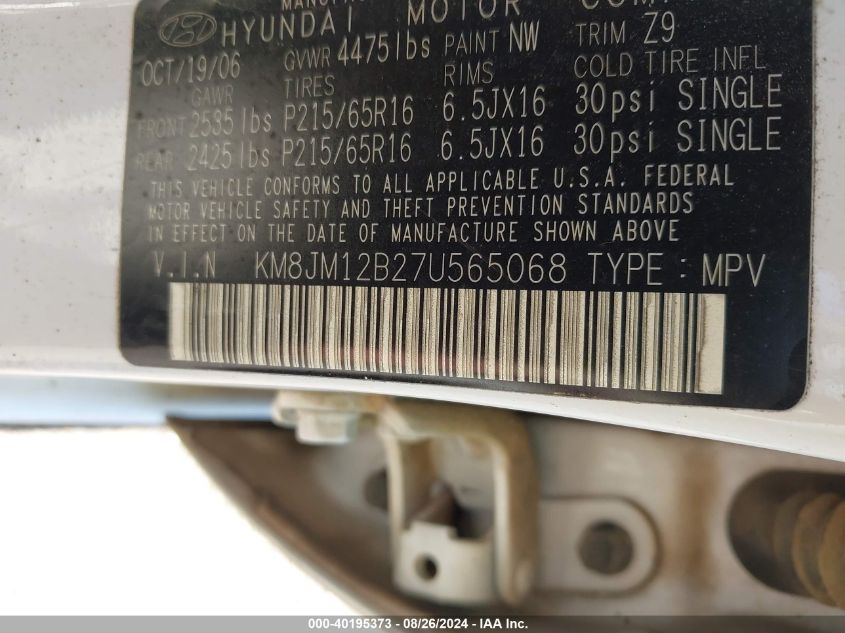 HYUNDAI MOTOR
OCT/19/06 GVWR 4475lbs PAINT NW TRIM Z9
GAWR TIRES RIMS COLD TIRE INFL
FRONT 2535lbs P215/65R16 6.5JX16 30psi SINGLE
REAR 2425lbs P215/65R16 6.5JX16 30psi SINGLE
THIS VEHICLE CONFORMS TO ALL APPLICABLE U.S.A. FEDERAL
MOTOR VEHICLE SAFETY AND THEFT PREVENTION STANDARDS
IN EFFECT ON THE DATE OF MANUFACTURE SHOWN ABOVE
V.I.N KM8JM12B27U565068 TYPE : MPV
000-40195373 - 08/26/2024 - IAAI Inc.